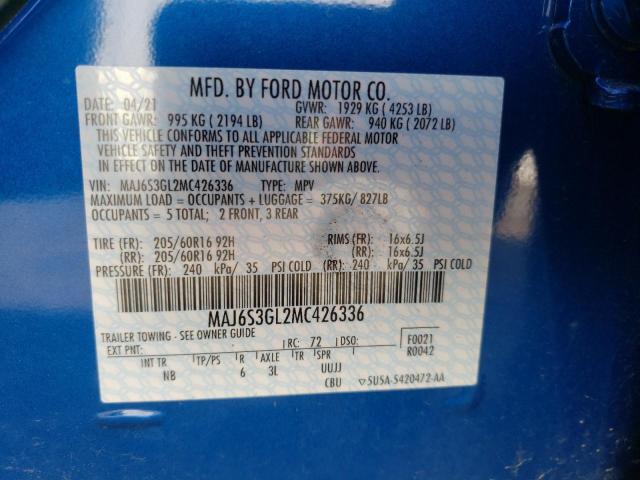 MFD. BY FORD MOTOR CO.
DATE: 04/21 GVWR: 1929 KG ( 4253 LB)
FRONT GAWR: 995 KG ( 2194 LB) REAR GAWR: 940 KG ( 2072 LB)
THIS VEHICLE CONFORMS TO ALL APPLICABLE FEDERAL MOTOR
VEHICLE SAFETY AND THEFT PREVENTION STANDARDS
IN EFFECT ON THE DATE OF MANUFACTURE SHOWN ABOVE.
VIN: MAJ6S3GL2MC426336 TYPE: MPV
MAXIMUM LOAD = OCCUPANTS + LUGGAGE = 375KG/ 827LB
OCCUPANTS = 5 TOTAL; 2 FRONT, 3 REAR
TIRE (FR): 205/60R16 92H RIMS (FR): 16x6.5J
(RR): 205/60R16 92H (RR): 16x6.5J
PRESSURE (FR): 240 kPa/ 35 PSI COLD (RR): 240 kPa/ 35 PSI COLD
MAJ6S3GL2MC426336
TRAILER TOWING - SEE OWNER GUIDE
EXT PNT: RC: 72 DSO: F0021
R0042
INT TR TP/PS R AXLE TR SPR
NB 6 3L UUJJ
CBU ▽5U5A-5420472-AA